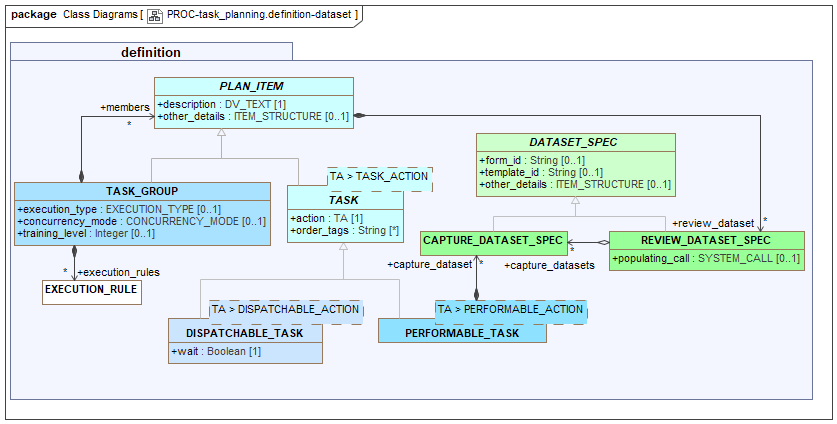 package Class Diagrams [ PROC-task_planning.definition-dataset ]
definition
PLAN_ITEM
+description : DV_TEXT [1]
+other_details : ITEM_STRUCTURE [0..1]
+members
*
DATASET_SPEC
+form_id : String [0..1]
+template_id : String [0..1]
+other_details : ITEM_STRUCTURE [0..1]
TA > TASK_ACTION
TASK_GROUP
+execution_type : EXECUTION_TYPE [0..1]
+concurrency_mode : CONCURRENCY_MODE [0..1]
+training_level : Integer [0..1]
TASK
+action : TA [1]
+order_tags : String [*]
+review_dataset
*
CAPTURE_DATASET_SPEC
REVIEW_DATASET_SPEC
+populating_call : SYSTEM_CALL [0..1]
*
+capture_datasets
+capture_dataset
*
*
+execution_rules
EXECUTION_RULE
TA > DISPATCHABLE_ACTION
DISPATCHABLE_TASK
+wait : Boolean [1]
TA > PERFORMABLE_ACTION
PERFORMABLE_TASK